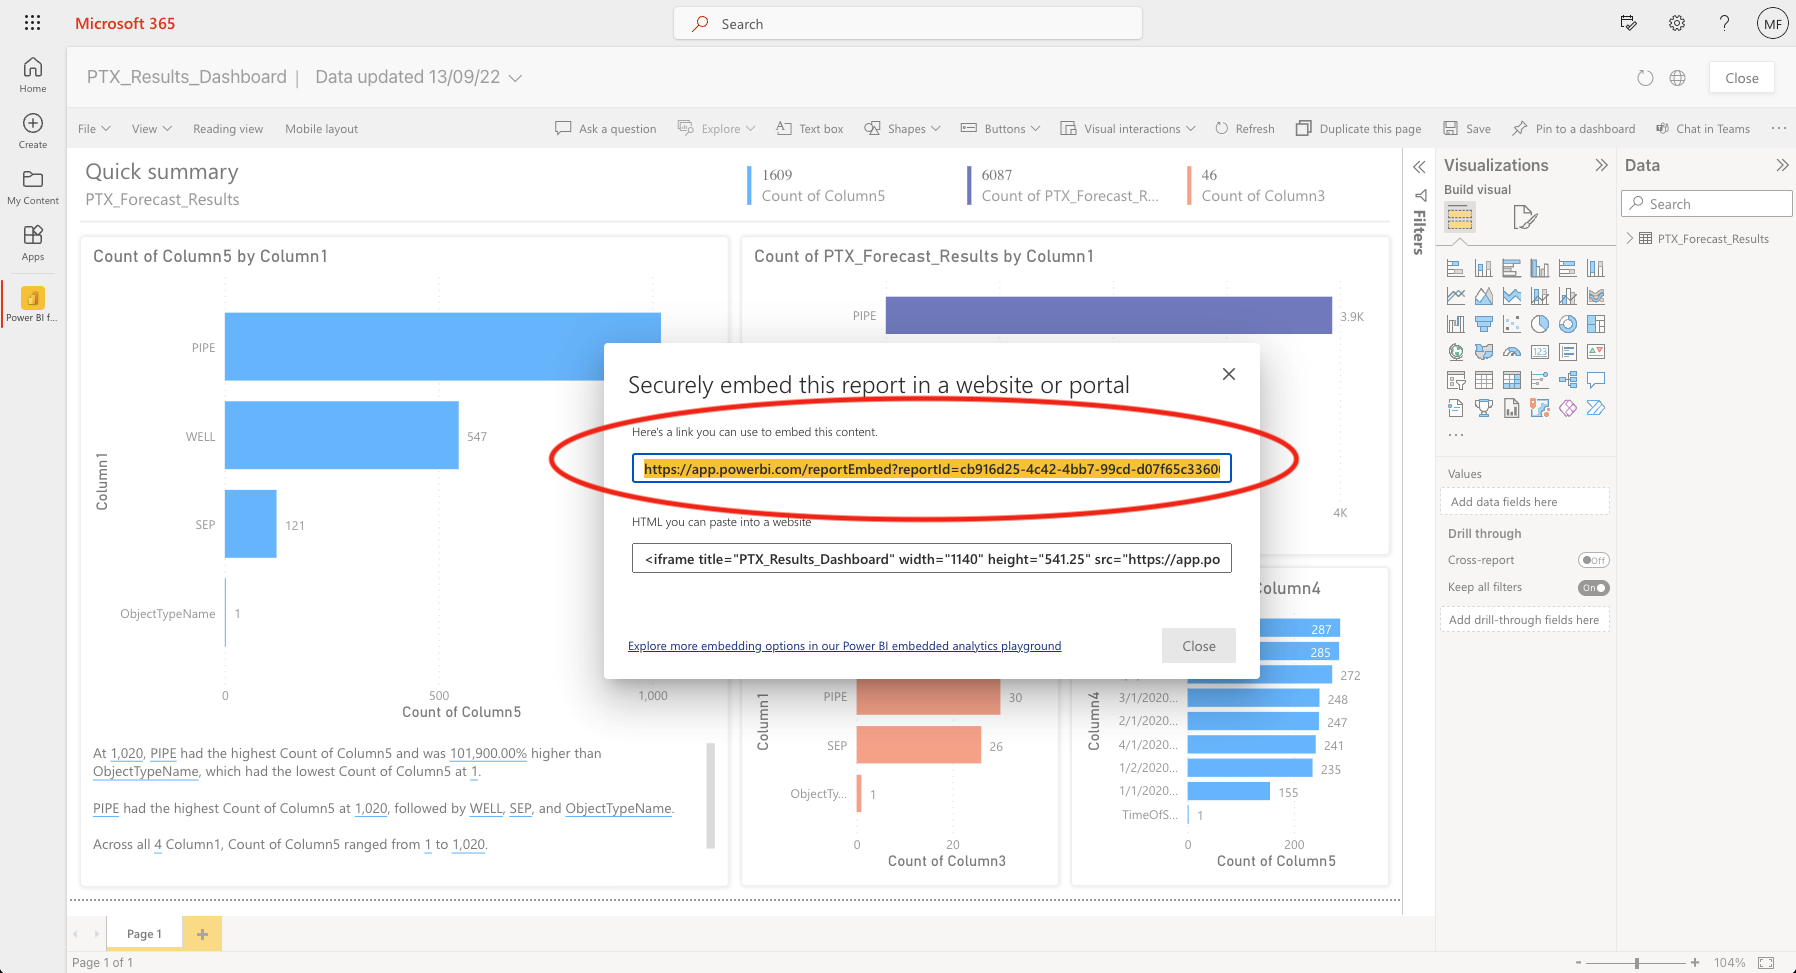 Microsoft 365
Search
MF
Home
Create
My Content
Apps
Power BI f...
PTX_Results_Dashboard | Data updated 13/09/22
Close
File View Reading view Mobile layout Ask a question Explore Text box Shapes Buttons Visual interactions Refresh Duplicate this page Save Pin to a dashboard Chat in Teams ...
Quick summary
PTX_Forecast_Results
1609
Count of Column5
6087
Count of PTX_Forecast_R...
46
Count of Column3
Filters
Visualizations
Build visual
Data
Search
PTX_Forecast_Results
Count of Column5 by Column1
PIPE
WELL
547
SEP
121
ObjectTypeName
1
Column1
0 500 1,000
Count of Column5
At 1,020, PIPE had the highest Count of Column5 and was 101,900.00% higher than
ObjectTypeName, which had the lowest Count of Column5 at 1.
PIPE had the highest Count of Column5 at 1,020, followed by WELL, SEP, and ObjectTypeName.
Across all 4 Column1, Count of Column5 ranged from 1 to 1,020.
Count of PTX_Forecast_Results by Column1
PIPE
3.9K
4K
Securely embed this report in a website or portal
Here's a link you can use to embed this content.
https://app.powerbi.com/reportEmbed?reportId=cb916d25-4c42-4bb7-99cd-d07f65c33600
HTML you can paste into a website
<iframe title="PTX_Results_Dashboard" width="1140" height="541.25" src="https://app.po
Explore more embedding options in our Power BI embedded analytics playground
Close
PIPE
30
SEP
26
ObjectTy...
1
Column1
0 20
Count of Column3
Column4
287
285
272
3/1/2020...
248
2/1/2020...
247
4/1/2020...
241
1/2/2020...
235
1/1/2020...
155
TimeOfS...
1
Column4
0 200
Count of Column5
123
...
Values
Add data fields here
Drill through
Cross-report
Off
Keep all filters
On
Add drill-through fields here
Page 1
Page 1 of 1
104%